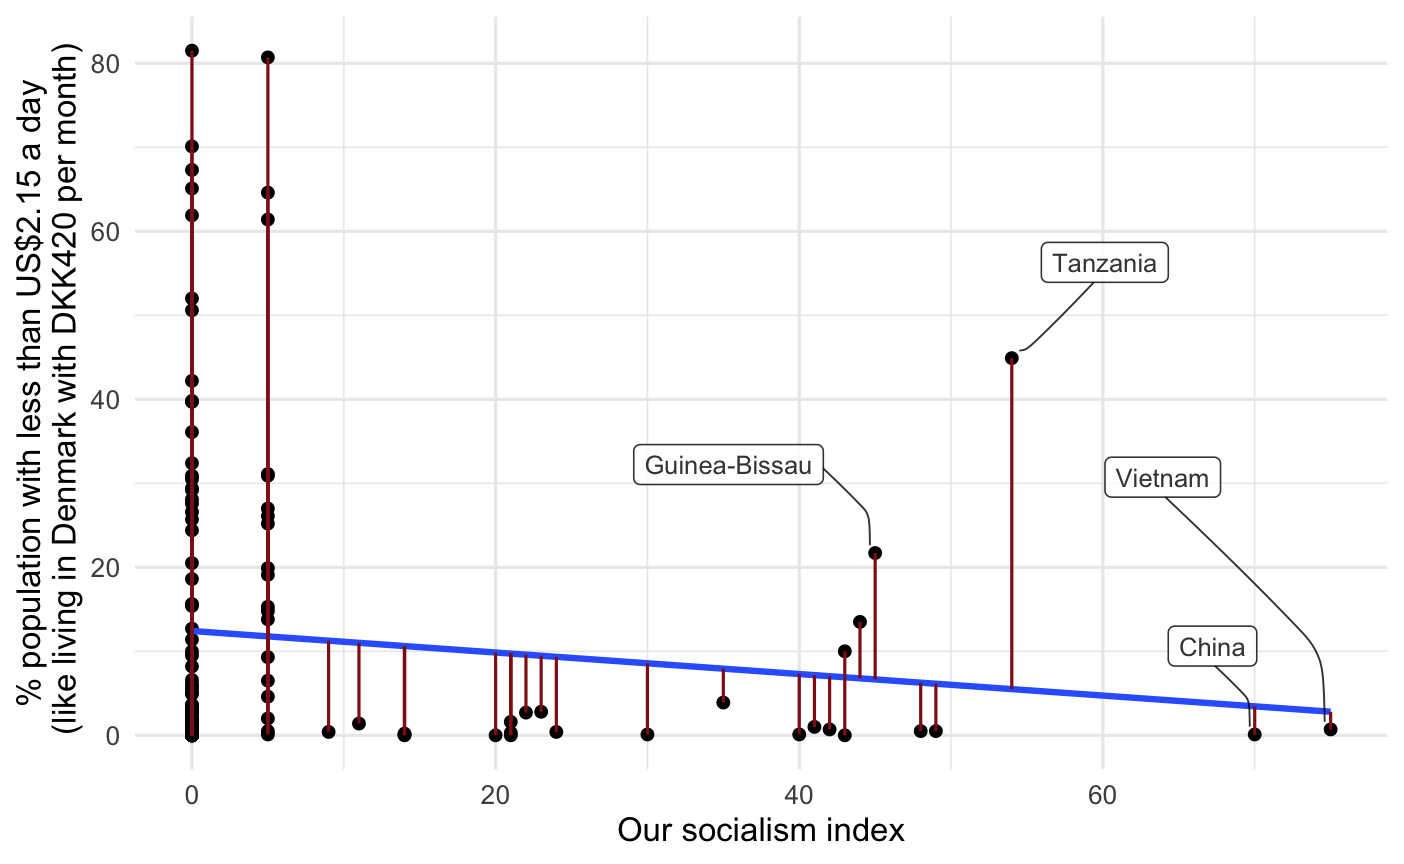 % population with less than US$2.15 a day
(like living in Denmark with DKK420 per month)
80
60
40
20
0
Tanzania
Guinea-Bissau
Vietnam
China
0
20
40
60
Our socialism index